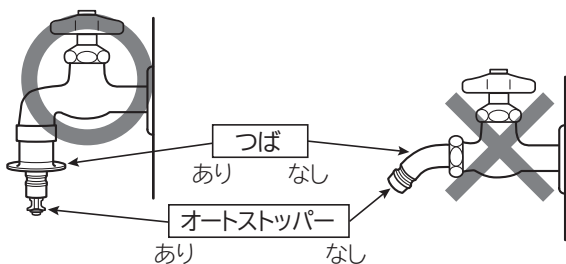 つば
あり なし
オートストッパー
あり なし